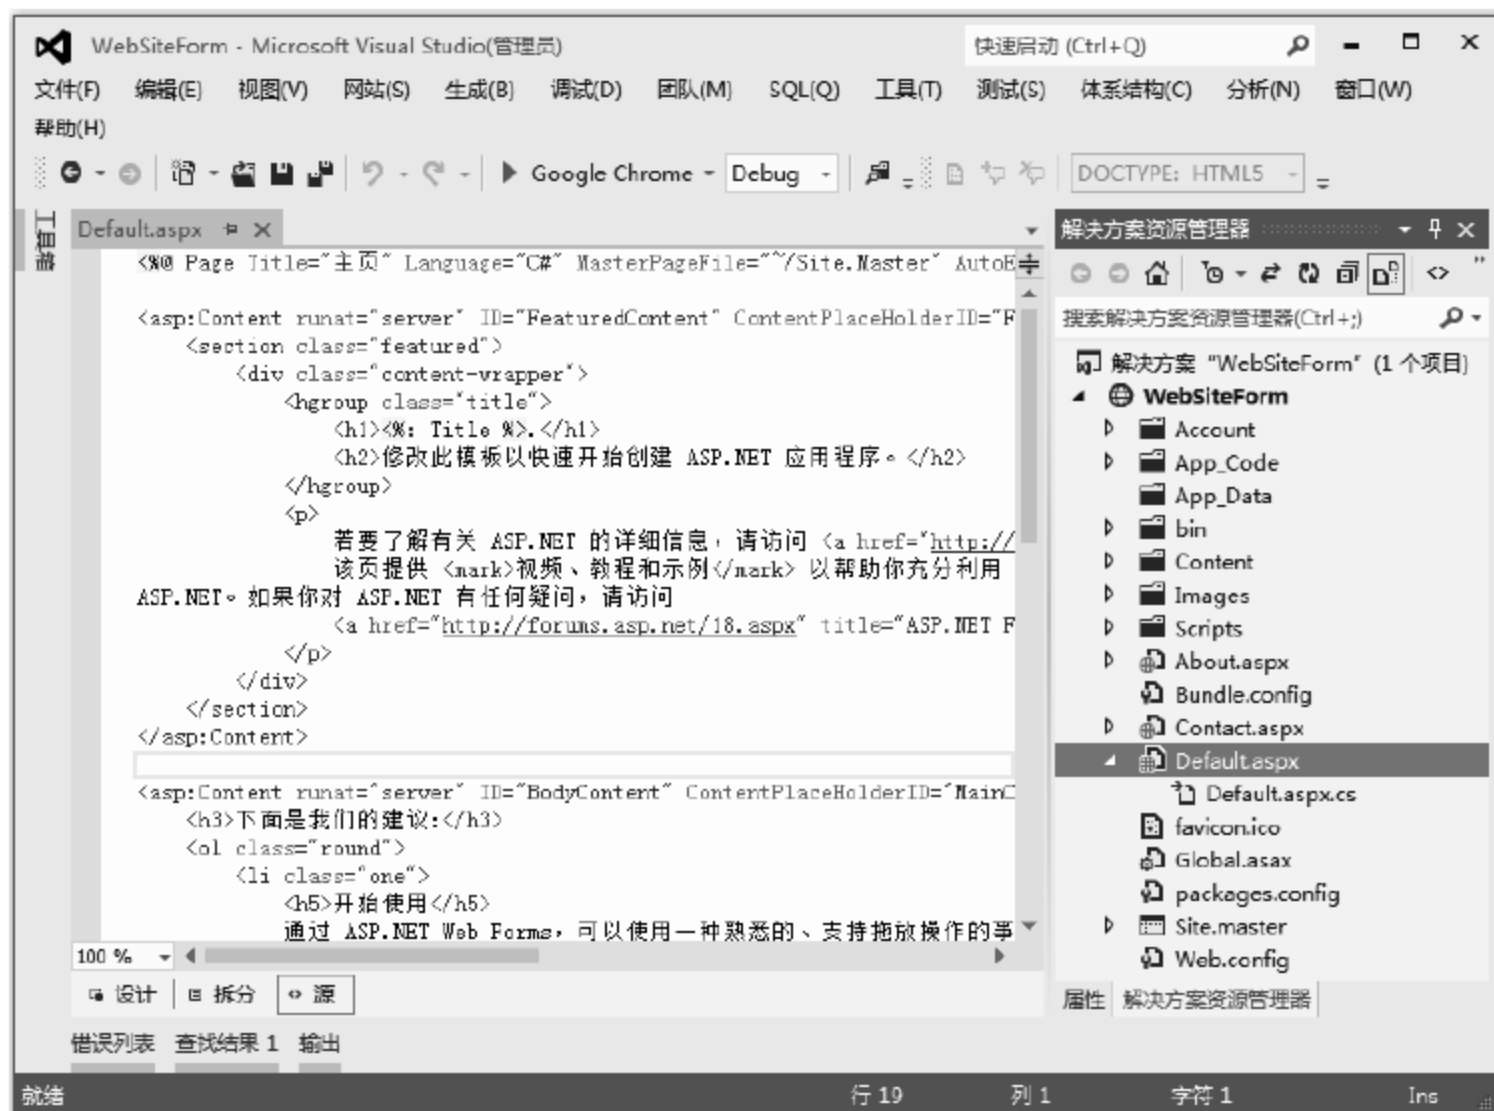 WebSiteForm - Microsoft Visual Studio(管理员)
快速启动 (Ctrl+Q)
文件(F) 编辑(E) 视图(V) 网站(S) 生成(B) 调试(D) 团队(M) SQL(Q) 工具(T) 测试(S) 体系结构(C) 分析(N) 窗口(W)
帮助(H)
Google Chrome Debug DOCTYPE: HTML5
工具箱
Default.aspx
<%@ Page Title="主页" Language="C#" MasterPageFile="~/Site.Master" AutoE
<asp:Content runat="server" ID="FeaturedContent" ContentPlaceHolderID="F
<section class="featured">
<div class="content-wrapper">
<hgroup class="title">
<h1><%: Title %>.</h1>
<h2>修改此模板以快速开始创建 ASP.NET 应用程序。</h2>
</hgroup>
<p>
若要了解有关 ASP.NET 的详细信息，请访问 <a href="http://
该页提供 <mark>视频、教程和示例</mark> 以帮助你充分利用
ASP.NET。如果你对 ASP.NET 有任何疑问，请访问
<a href="http://forums.asp.net/18.aspx" title="ASP.NET F
</p>
</div>
</section>
</asp:Content>
<asp:Content runat="server" ID="BodyContent" ContentPlaceHolderID="MainC
<h3>下面是我们的建议:</h3>
<ol class="round">
<li class="one">
<h5>开始使用</h5>
通过 ASP.NET Web Forms，可以使用一种熟悉的、支持拖放操作的事
100 %
设计 拆分 源
解决方案资源管理器
搜索解决方案资源管理器(Ctrl+;)
解决方案 "WebSiteForm" (1 个项目)
WebSiteForm
Account
App_Code
App_Data
bin
Content
Images
Scripts
About.aspx
Bundle.config
Contact.aspx
Default.aspx
Default.aspx.cs
favicon.ico
Global.asax
packages.config
Site.master
Web.config
属性 解决方案资源管理器
错误列表 查找结果 1 输出
就绪 行 19 列 1 字符 1 Ins